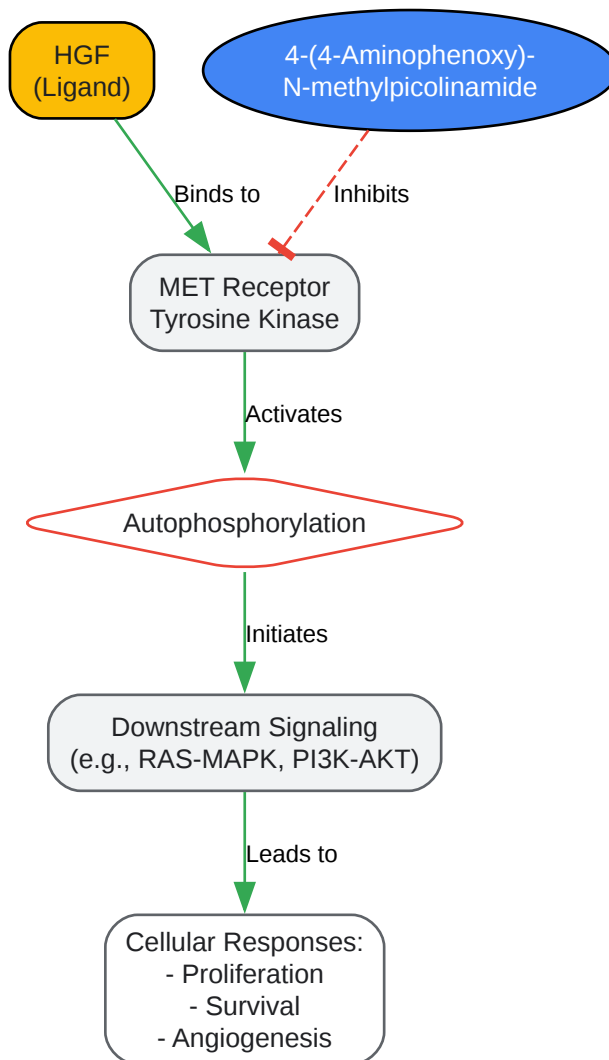 HGF
(Ligand)
4-(4-Aminophenoxy)-
N-methylpicolinamide
Binds to
Inhibits
MET Receptor
Tyrosine Kinase
Activates
Autophosphorylation
Initiates
Downstream Signaling
(e.g., RAS-MAPK, PI3K-AKT)
Leads to
Cellular Responses:
- Proliferation
- Survival
- Angiogenesis